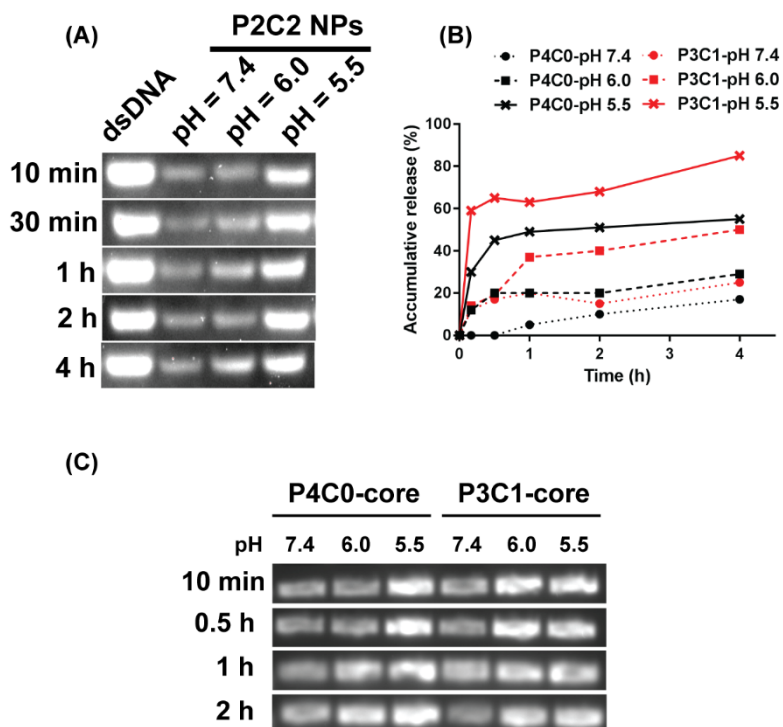 (A)
P2C2 NPs
dsDNA
pH = 7.4
pH = 6.0
pH = 5.5
10 min
30 min
1 h
2 h
4 h
(B)
P4C0-pH 7.4 P3C1-pH 7.4
P4C0-pH 6.0 P3C1-pH 6.0
P4C0-pH 5.5 P3C1-pH 5.5
Accumulative release (%)
100
80
60
40
20
0
0 1 2 3 4
Time (h)
(C)
P4C0-core P3C1-core
pH 7.4 6.0 5.5 7.4 6.0 5.5
10 min
0.5 h
1 h
2 h